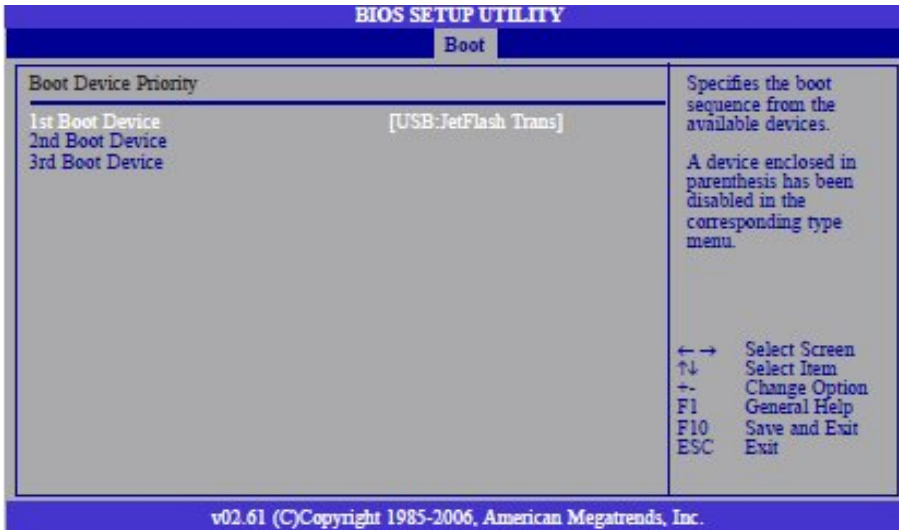 BIOS SETUP UTILITY
Boot
Boot Device Priority
1st Boot Device [USB:JetFlash Trans]
2nd Boot Device
3rd Boot Device
Specifies the boot
sequence from the
available devices.
A device enclosed in
parenthesis has been
disabled in the
corresponding type
menu.
←→ Select Screen
↑↓ Select Item
+- Change Option
F1 General Help
F10 Save and Exit
ESC Exit
v02.61 (C)Copyright 1985-2006, American Megatrends, Inc.